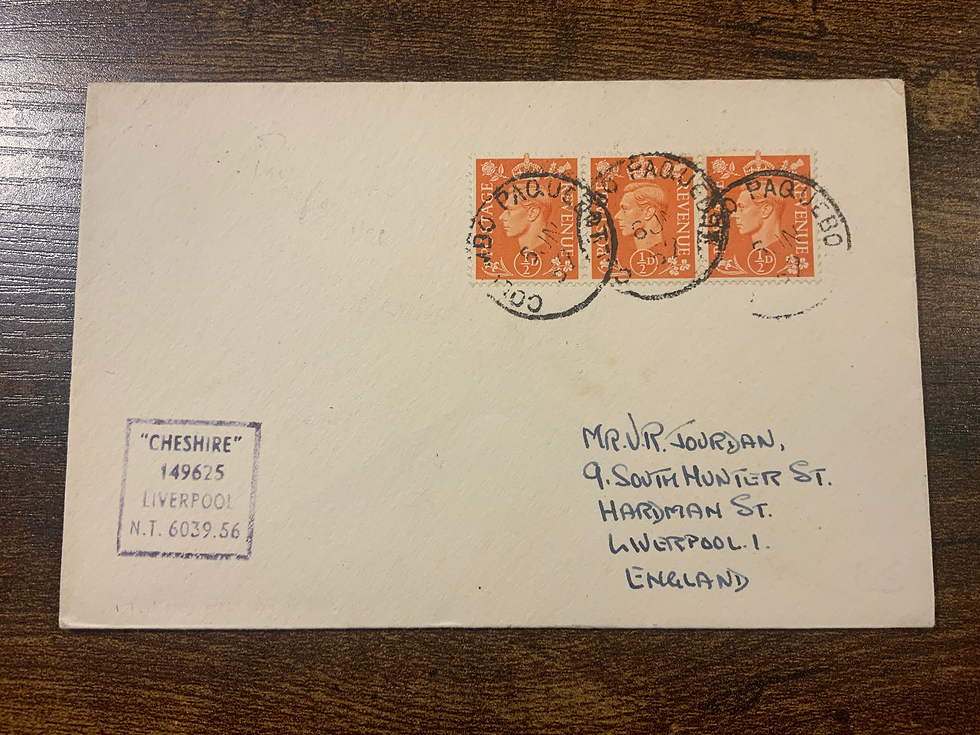 POSTAGE REVENUE
½D
POSTAGE REVENUE
½D
REVENUE
½D
COLOMBO PAQUEBOT
PAQUEBOT
PAQUEBO
"CHESHIRE"
149625
LIVERPOOL
N.T. 6039.56
MR.V.R. JOURDAN,
9. SOUTH HUNTER ST.
HARDMAN ST.
LIVERPOOL.1.
ENGLAND